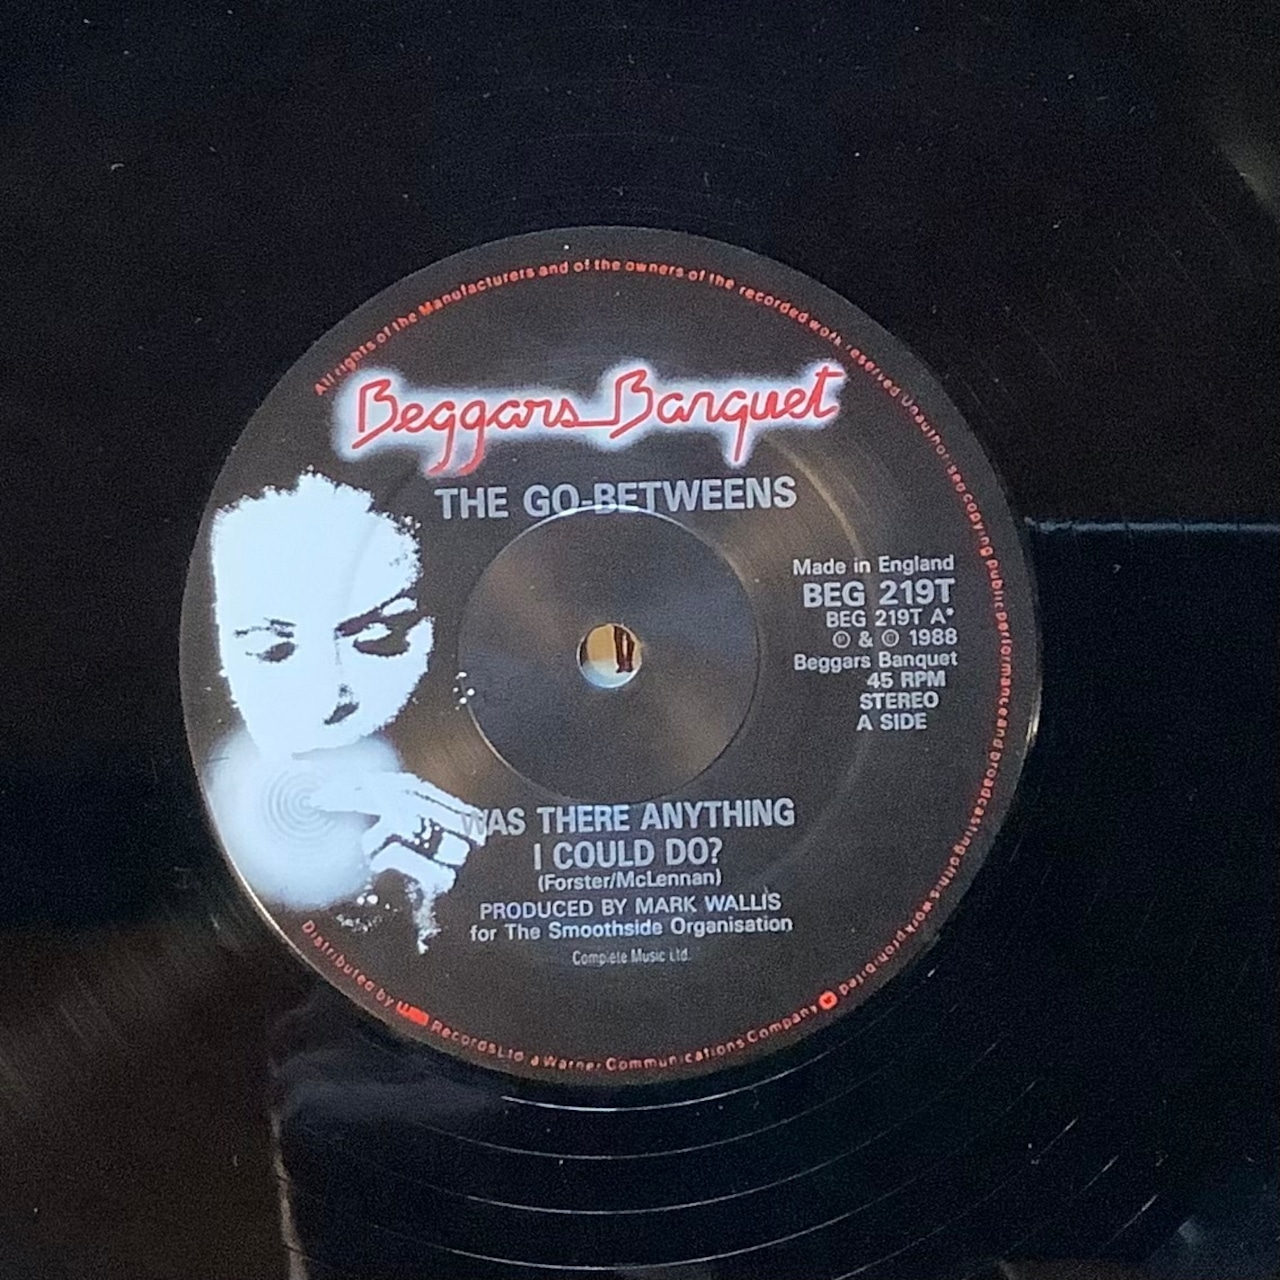 All rights of the Manufacturers and of the owners of the recorded work reserved Unauthorised copying public performance and broadcasting of this work prohibited
Beggars Banquet
THE GO-BETWEENS
Made in England
BEG 219T
BEG 219T A*
℗ & © 1988
Beggars Banquet
45 RPM
STEREO
A SIDE
WAS THERE ANYTHING
I COULD DO?
(Forster/McLennan)
PRODUCED BY MARK WALLIS
for The Smoothside Organisation
Complete Music Ltd.
Distributed by wea Records Ltd a Warner Communications Company